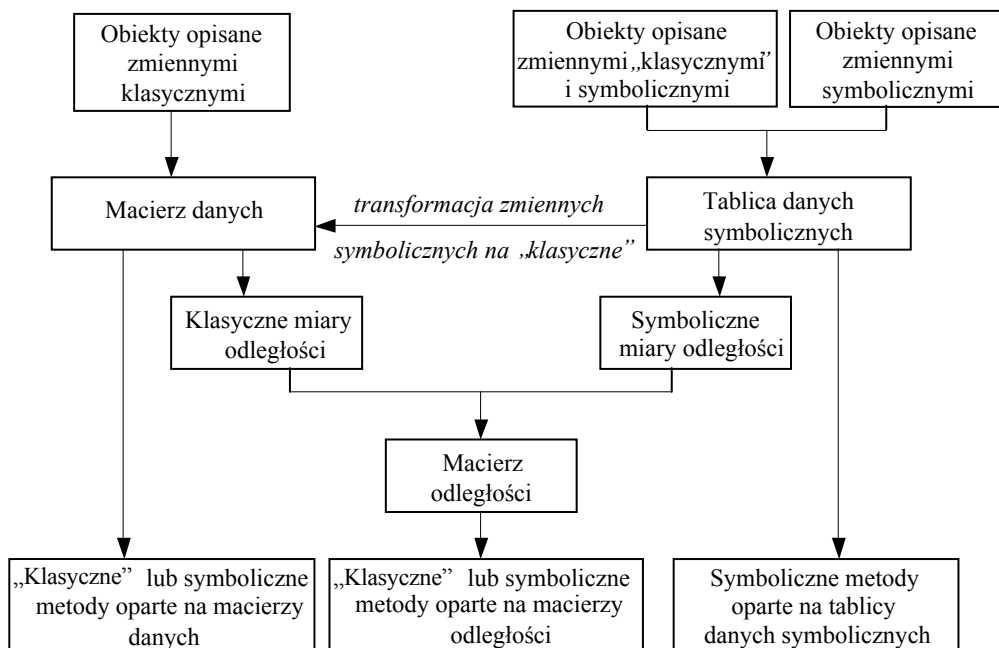 Obiekty opisane
zmiennymi
klasycznymi
Obiekty opisane
zmiennymi „klasycznymi”
i symbolicznymi
Obiekty opisane
zmiennymi
symbolicznymi
Macierz danych
transformacja zmiennych
symbolicznych na „klasyczne”
Tablica danych
symbolicznych
Klasyczne miary
odległości
Symboliczne
miary odległości
Macierz
odległości
„Klasyczne” lub symboliczne
metody oparte na macierzy
danych
„Klasyczne” lub symboliczne
metody oparte na macierzy
odległości
Symboliczne metody
oparte na tablicy
danych symbolicznych